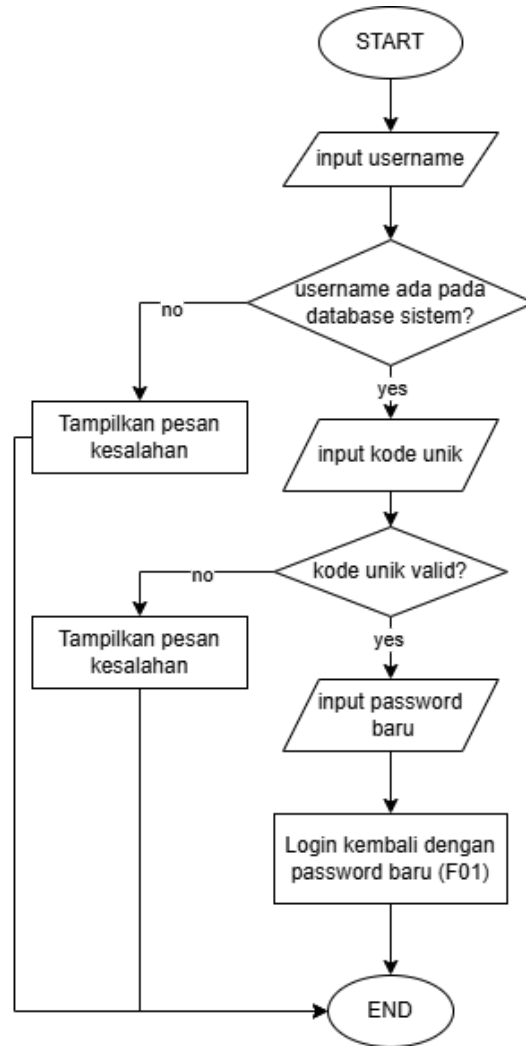 START
input username
username ada pada
database sistem?
no
yes
Tampilkan pesan
kesalahan
input kode unik
kode unik valid?
no
yes
Tampilkan pesan
kesalahan
input password
baru
Login kembali dengan
password baru (F01)
END